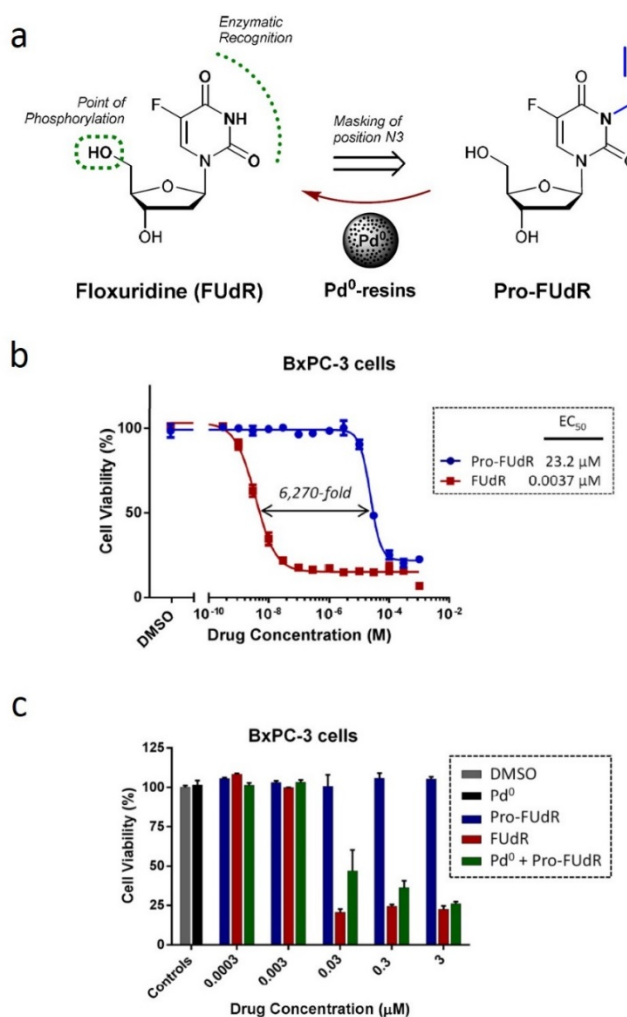 a
Enzymatic
Recognition
Point of
Phosphorylation
HO
F
O
NH
N
O
O
OH
Masking of
position N3
Pd⁰
F
O
N
N
O
HO
O
OH
Floxuridine (FUdR)
Pd⁰-resins
Pro-FUdR
b
BxPC-3 cells
Cell Viability (%)
100
50
0
6,270-fold
DMSO
10⁻¹⁰
10⁻⁸
10⁻⁶
10⁻⁴
10⁻²
Drug Concentration (M)
EC₅₀
Pro-FUdR 23.2 µM
FUdR 0.0037 µM
c
BxPC-3 cells
Cell Viability (%)
125
100
75
50
25
0
Controls
0.0003
0.003
0.03
0.3
3
Drug Concentration (µM)
DMSO
Pd⁰
Pro-FUdR
FUdR
Pd⁰ + Pro-FUdR